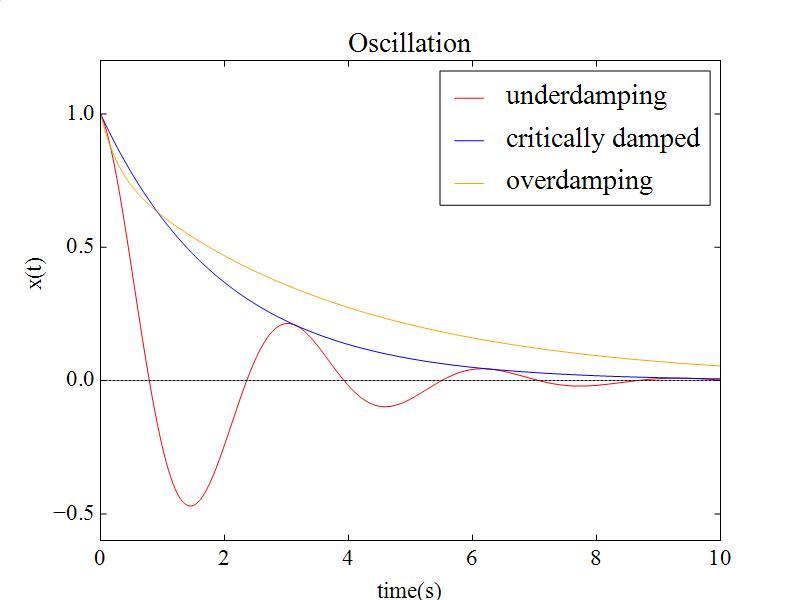 Oscillation
underdamping
critically damped
overdamping
1.0
0.5
0.0
−0.5
x(t)
0 2 4 6 8 10
time(s)